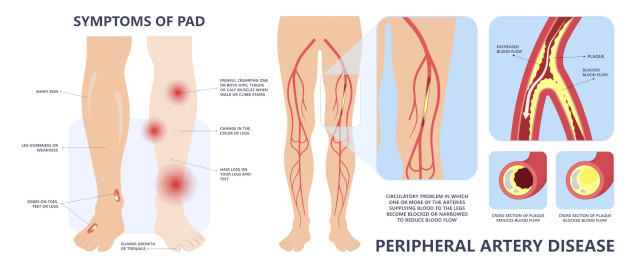 SYMPTOMS OF PAD
SHINY SKIN
LEG NUMBNESS OR
WEAKNESS
SORES ON TOES,
FEET OR LEGS
PAINFUL CRAMPING ONE
OR BOTH HIPS, THIGHS
OR CALF MUSCLES WHEN
WALK OR CLIMB STAIRS
CHANGE IN THE
COLOR OF LEGS
HAIR LOSS ON
YOUR LEGS AND
FEET
SLOWER GROWTH
OF TOENAILS
CIRCULATORY PROBLEM IN WHICH
ONE OR MORE OF THE ARTERIES
SUPPLYING BLOOD TO THE LEGS
BECOME BLOCKED OR NARROWED
TO REDUCE BLOOD FLOW
DECREASED
BLOOD FLOW
PLAQUE
BLOCKED
BLOOD FLOW
CROSS SECTION OF PLAQUE
REDUCES BLOOD FLOW
CROSS SECTION OF PLAQUE
BLOCKED BLOOD FLOW
PERIPHERAL ARTERY DISEASE